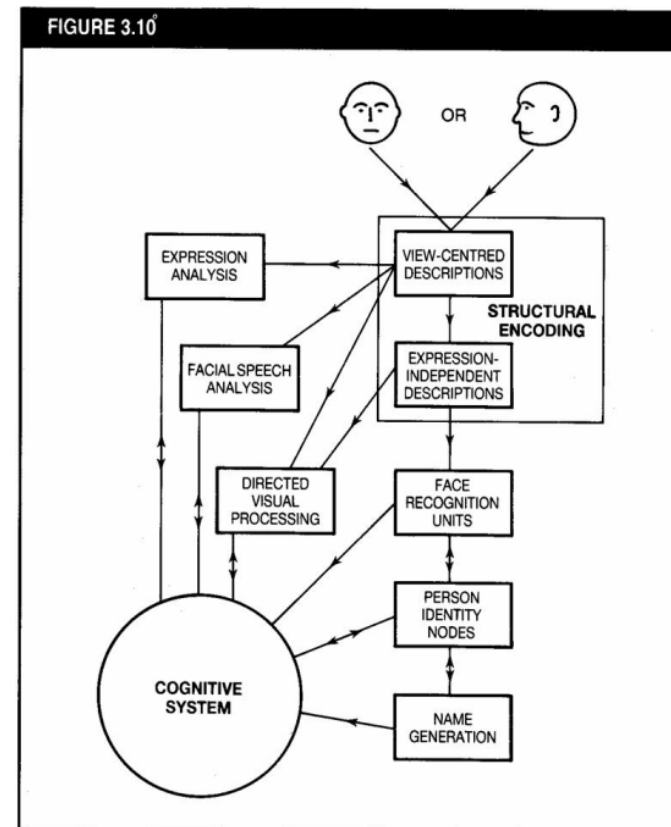 FIGURE 3.10°
OR
EXPRESSION
ANALYSIS
VIEW-CENTRED
DESCRIPTIONS
STRUCTURAL
ENCODING
FACIAL SPEECH
ANALYSIS
EXPRESSION-
INDEPENDENT
DESCRIPTIONS
DIRECTED
VISUAL
PROCESSING
FACE
RECOGNITION
UNITS
PERSON
IDENTITY
NODES
COGNITIVE
SYSTEM
NAME
GENERATION